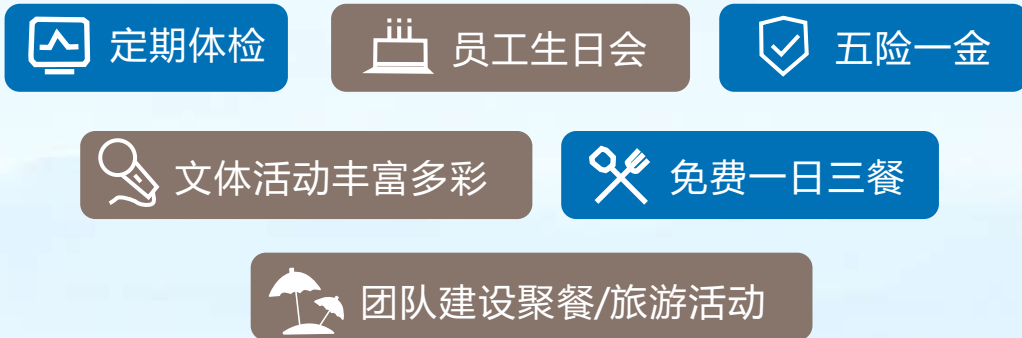 定期体检
员工生日会
五险一金
文体活动丰富多彩
免费一日三餐
团队建设聚餐/旅游活动